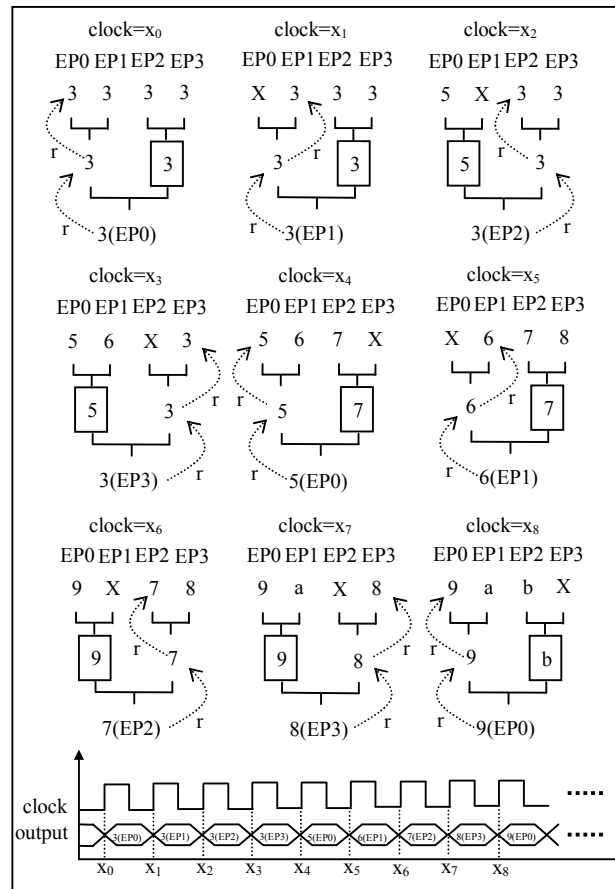 clock=x0 clock=x1 clock=x2
EP0 EP1 EP2 EP3 EP0 EP1 EP2 EP3 EP0 EP1 EP2 EP3
3 3 3 3 X 3 3 3 5 X 3 3
r 3 3 3 r 3 5 r 3
r 3(EP0) r 3(EP1) 3(EP2) r
clock=x3 clock=x4 clock=x5
EP0 EP1 EP2 EP3 EP0 EP1 EP2 EP3 EP0 EP1 EP2 EP3
5 6 X 3 5 6 7 X X 6 7 8
5 3 r r 5 7 6 r 7
3(EP3) r r 5(EP0) r 6(EP1)
clock=x6 clock=x7 clock=x8
EP0 EP1 EP2 EP3 EP0 EP1 EP2 EP3 EP0 EP1 EP2 EP3
9 X 7 8 9 a X 8 9 a b X
9 r 7 9 8 r r 9 b
7(EP2) r 8(EP3) r r 9(EP0)
clock ......
output 3(EP0) 3(EP1) 3(EP2) 3(EP3) 5(EP0) 6(EP1) 7(EP2) 8(EP3) 9(EP0) ......
x0 x1 x2 x3 x4 x5 x6 x7 x8